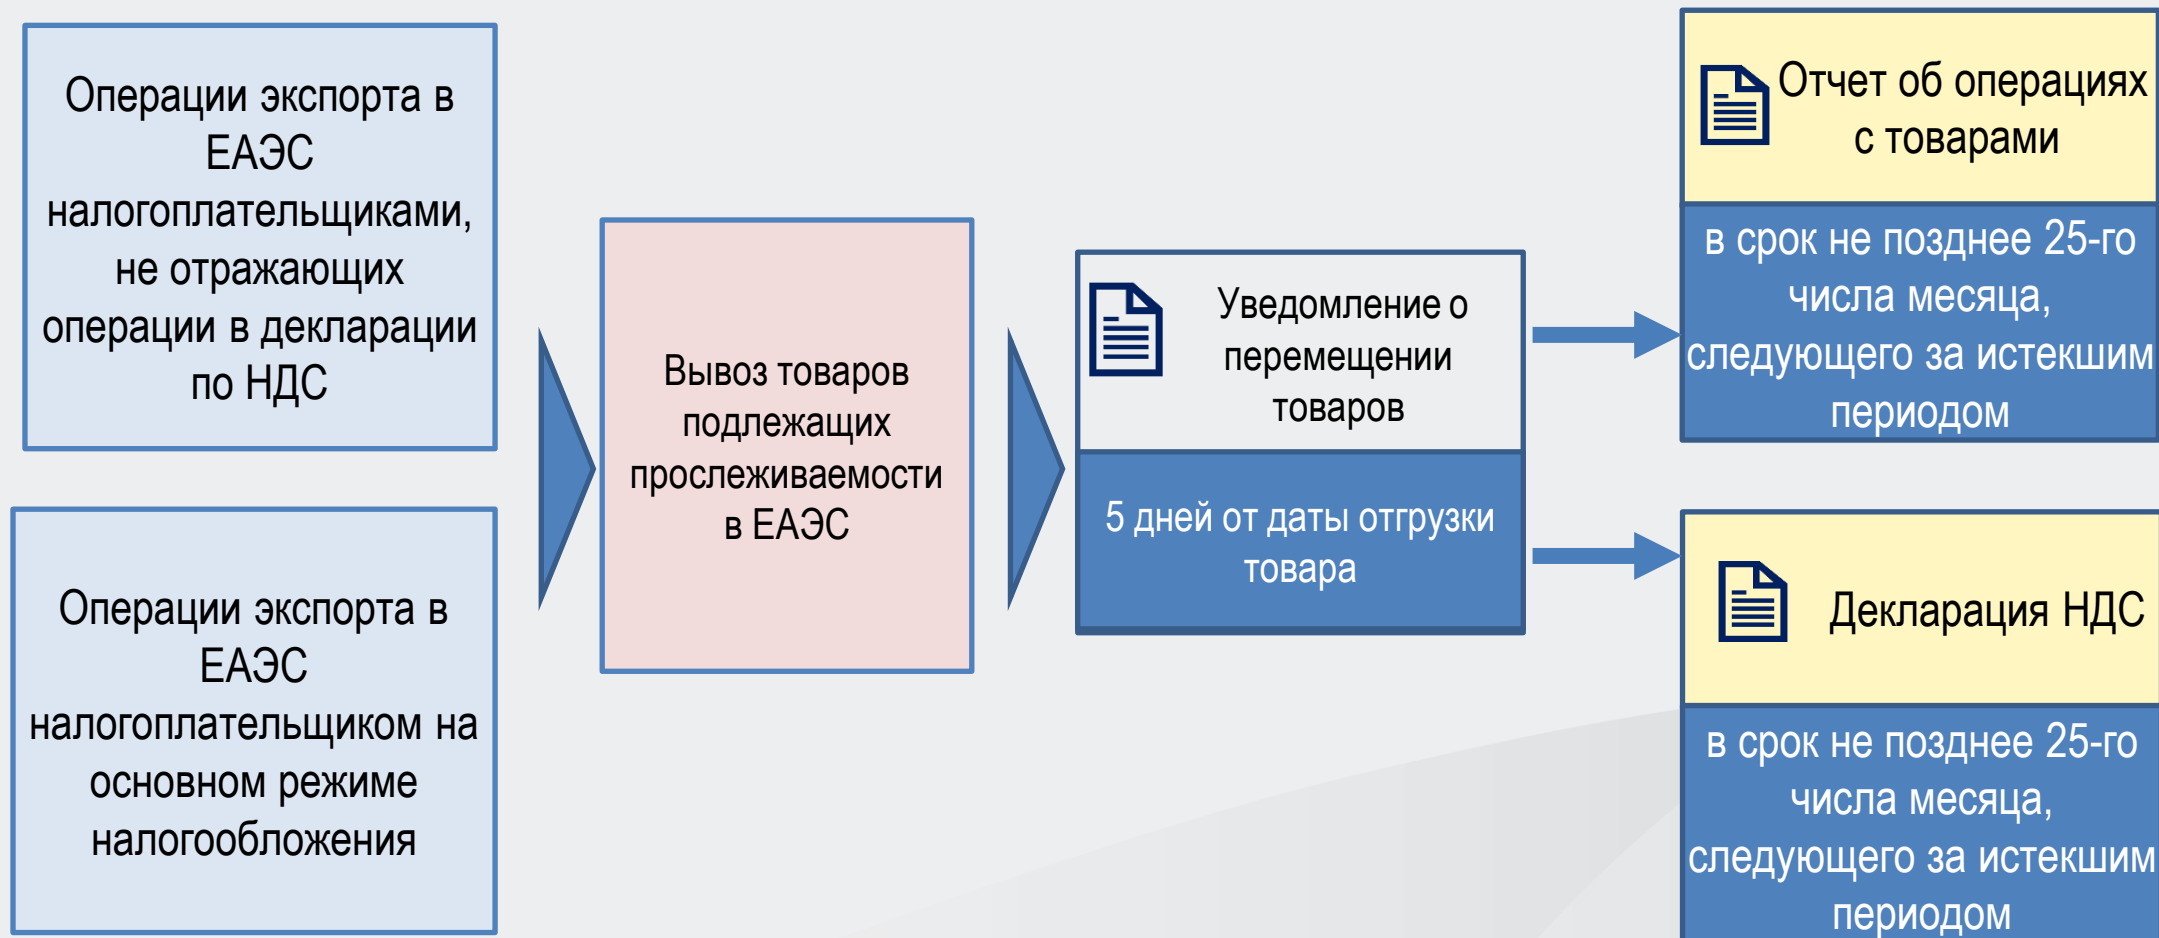 Операции экспорта в
ЕАЭС
налогоплательщиками,
не отражающих
операции в декларации
по НДС
Операции экспорта в
ЕАЭС
налогоплательщиком на
основном режиме
налогообложения
Вывоз товаров
подлежащих
прослеживаемости
в ЕАЭС
Уведомление о
перемещении
товаров
5 дней от даты отгрузки
товара
Отчет об операциях
с товарами
в срок не позднее 25-го
числа месяца,
следующего за истекшим
периодом
Декларация НДС
в срок не позднее 25-го
числа месяца,
следующего за истекшим
периодом